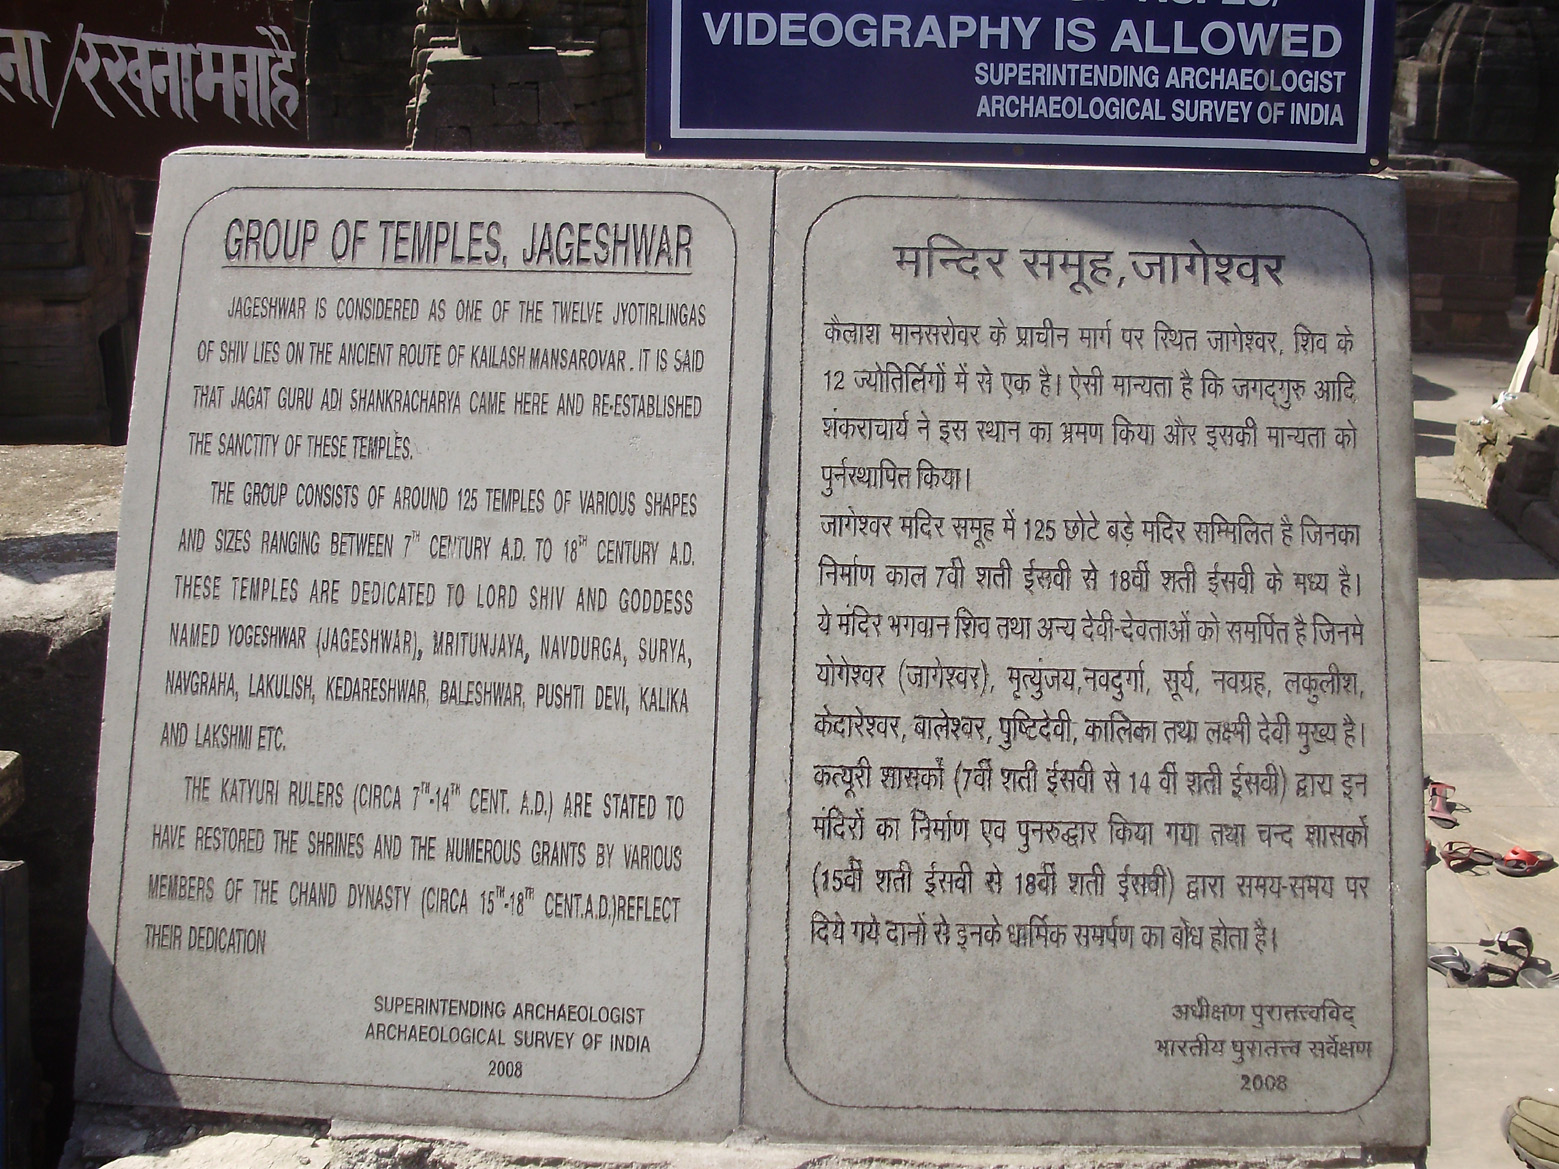 ना / रखना मना है
VIDEOGRAPHY IS ALLOWED
SUPERINTENDING ARCHAEOLOGIST
ARCHAEOLOGICAL SURVEY OF INDIA
GROUP OF TEMPLES, JAGESHWAR
JAGESHWAR IS CONSIDERED AS ONE OF THE TWELVE JYOTIRLINGAS
OF SHIV LIES ON THE ANCIENT ROUTE OF KAILASH MANSAROVAR. IT IS SAID
THAT JAGAT GURU ADI SHANKRACHARYA CAME HERE AND RE-ESTABLISHED
THE SANCTITY OF THESE TEMPLES.
THE GROUP CONSISTS OF AROUND 125 TEMPLES OF VARIOUS SHAPES
AND SIZES RANGING BETWEEN 7TH CENTURY A.D. TO 18TH CENTURY A.D.
THESE TEMPLES ARE DEDICATED TO LORD SHIV AND GODDESS
NAMED YOGESHWAR (JAGESHWAR), MRITUNJAYA, NAVDURGA, SURYA,
NAVGRAHA, LAKULISH, KEDARESHWAR, BALESHWAR, PUSHTI DEVI, KALIKA
AND LAKSHMI ETC.
THE KATYURI RULERS (CIRCA 7TH-14TH CENT. A.D.) ARE STATED TO
HAVE RESTORED THE SHRINES AND THE NUMEROUS GRANTS BY VARIOUS
MEMBERS OF THE CHAND DYNASTY (CIRCA 15TH-18TH CENT.A.D.)REFLECT
THEIR DEDICATION
SUPERINTENDING ARCHAEOLOGIST
ARCHAEOLOGICAL SURVEY OF INDIA
2008
मन्दिर समूह,जागेश्वर
कैलाश मानसरोवर के प्राचीन मार्ग पर स्थित जागेश्वर, शिव के
12 ज्योतिर्लिगों में से एक है। ऐसी मान्यता है कि जगद्गुरु आदि
शंकराचार्य ने इस स्थान का भ्रमण किया और इसकी मान्यता को
पुर्नस्थापित किया।
जागेश्वर मदिर समूह में 125 छोटे बड़े मदिर सम्मिलित है जिनका
निर्माण काल 7वी शती ईसवी से 18वीं शती ईसवी के मध्य है।
ये मंदिर भगवान शिव तथा अन्य देवी-देवताओं को समर्पित है जिनमे
योगेश्वर (जागेश्वर), मृत्युंजय,नवदुर्गा, सूर्य, नवग्रह, लकुलीश,
केदारेश्वर, बालेश्वर, पुष्टिदेवी, कालिका तथा लक्ष्मी देवी मुख्य है।
कत्यूरी शासकों (7वीं शती ईसवी से 14 वीं शती ईसवी) द्वारा इन
मंदिरों का निर्माण एव पुनरुद्धार किया गया तथा चन्द शासकों
(15वीं शती ईसवी से 18वीं शती ईसवी) द्वारा समय-समय पर
दिये गये दानों से इनके धार्मिक समर्पण का बोध होता है।
अधीक्षण पुरातत्त्वविद्
भारतीय पुरातत्त्व सर्वेक्षण
2008